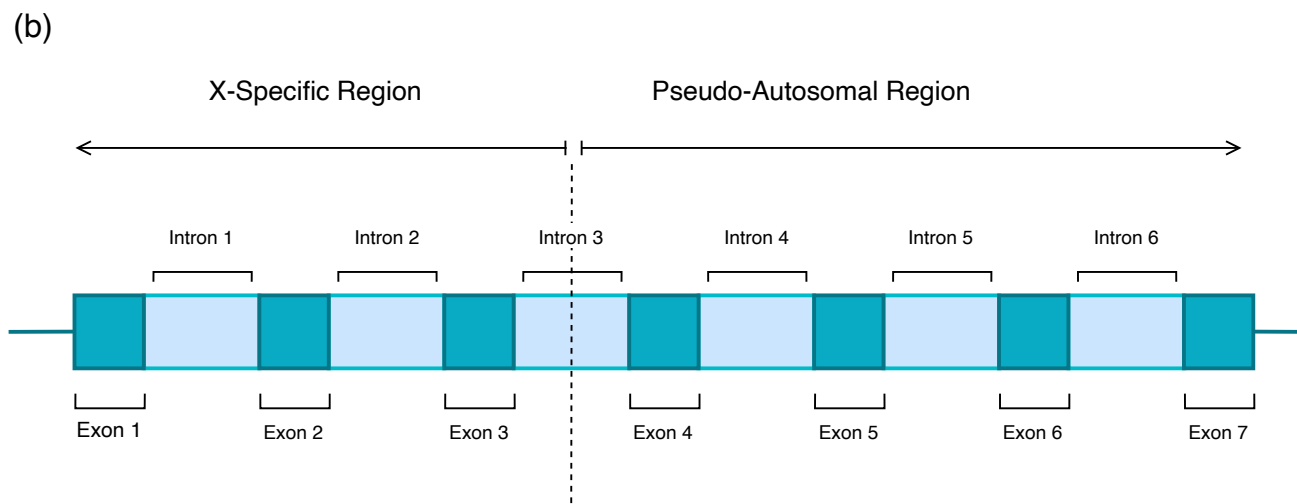 (b)
X-Specific Region Pseudo-Autosomal Region
Intron 1 Intron 2 Intron 3 Intron 4 Intron 5 Intron 6
Exon 1 Exon 2 Exon 3 Exon 4 Exon 5 Exon 6 Exon 7